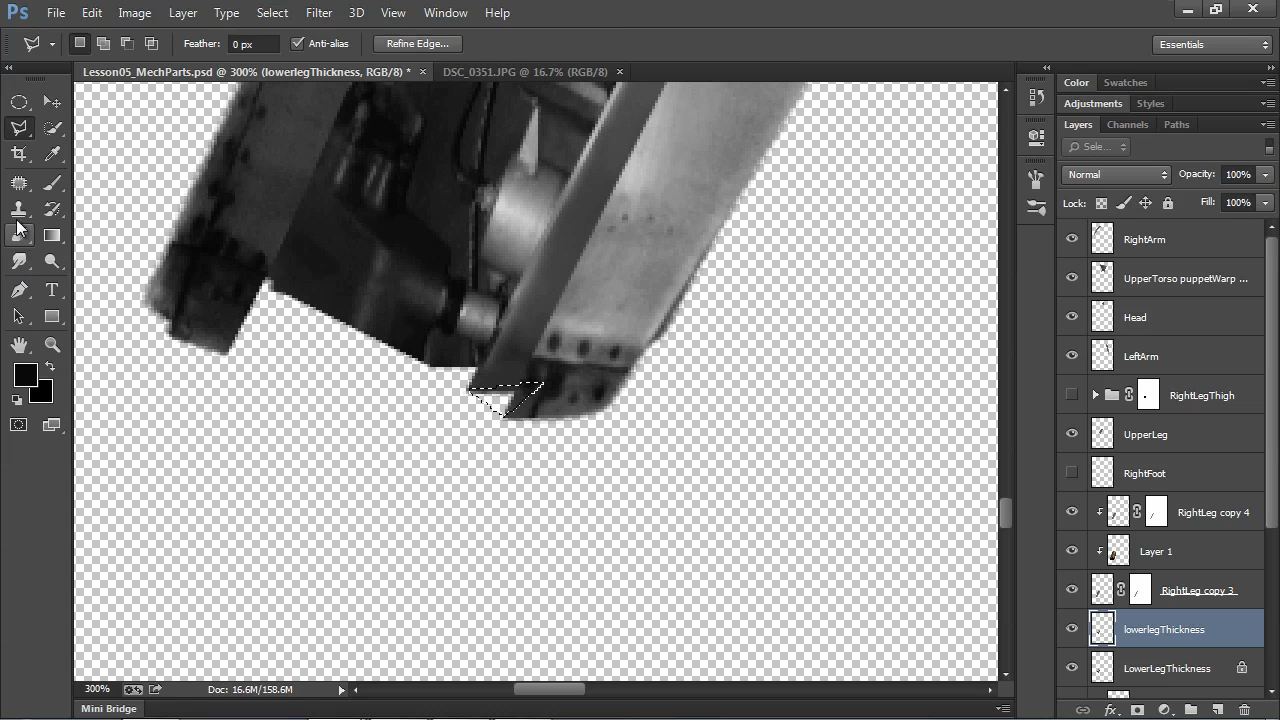 Ps File Edit Image Layer Type Select Filter 3D View Window Help
Feather: 0 px Anti-alias Refine Edge... Essentials
Lesson05_MechParts.psd @ 300% (lowerlegThickness, RGB/8) * × DSC_0351.JPG @ 16.7% (RGB/8) ×
Color Swatches
Adjustments Styles
Layers Channels Paths
Sele...
Normal Opacity: 100%
Lock: Fill: 100%
RightArm
UpperTorso puppetWarp ...
Head
LeftArm
RightLegThigh
UpperLeg
RightFoot
RightLeg copy 4
Layer 1
RightLeg copy 3
lowerlegThickness
LowerLegThickness
300% Doc: 16.6M/158.6M
Mini Bridge